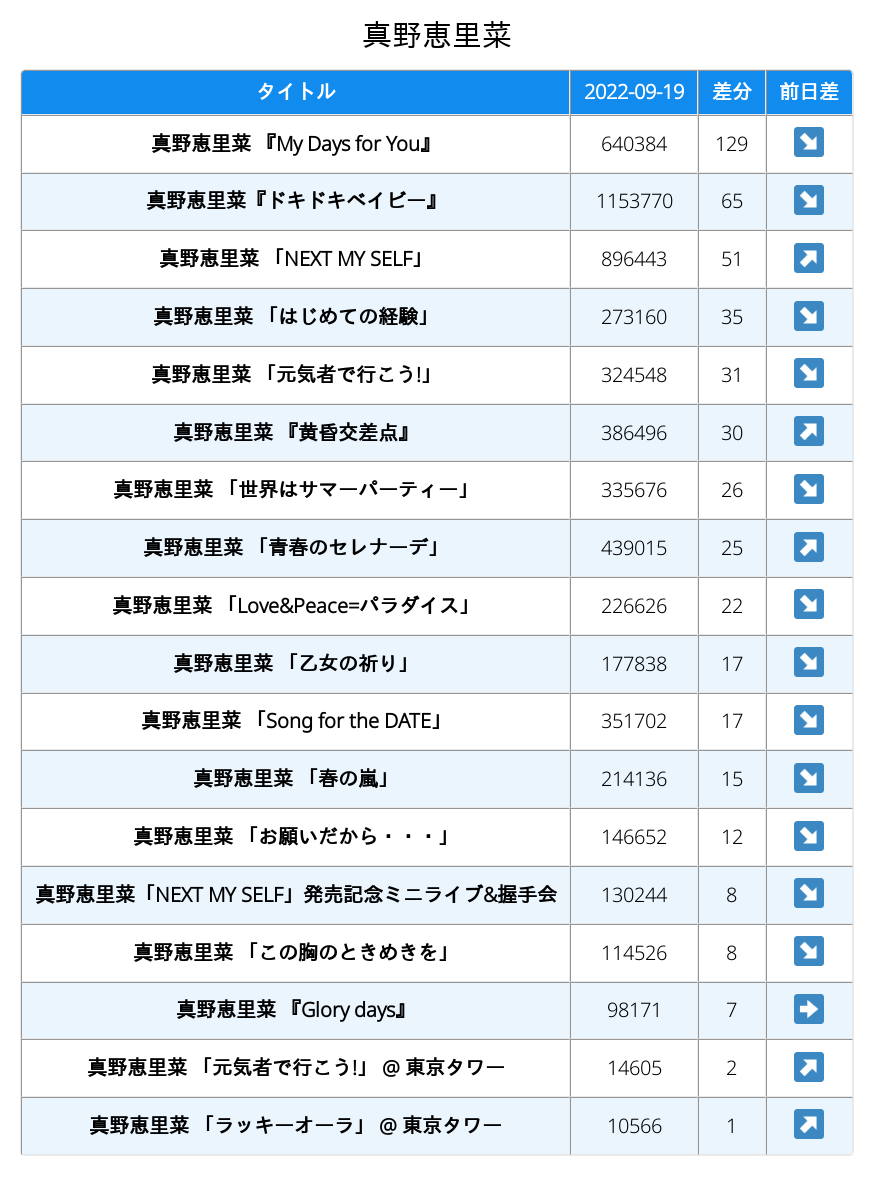 真野恵里菜
タイトル 2022-09-19 差分 前日差
真野恵里菜 『My Days for You』 640384 129 ↘
真野恵里菜『ドキドキベイビー』 1153770 65 ↘
真野恵里菜 「NEXT MY SELF」 896443 51 ↗
真野恵里菜 「はじめての経験」 273160 35 ↘
真野恵里菜 「元気者で行こう!」 324548 31 ↘
真野恵里菜 『黄昏交差点』 386496 30 ↗
真野恵里菜 「世界はサマーパーティー」 335676 26 ↘
真野恵里菜 「青春のセレナーデ」 439015 25 ↗
真野恵里菜 「Love&Peace=パラダイス」 226626 22 ↘
真野恵里菜 「乙女の祈り」 177838 17 ↘
真野恵里菜 「Song for the DATE」 351702 17 ↘
真野恵里菜 「春の嵐」 214136 15 ↘
真野恵里菜 「お願いだから・・・」 146652 12 ↘
真野恵里菜「NEXT MY SELF」発売記念ミニライブ&握手会 130244 8 ↘
真野恵里菜 「この胸のときめきを」 114526 8 ↘
真野恵里菜 『Glory days』 98171 7 ➡
真野恵里菜 「元気者で行こう!」 @ 東京タワー 14605 2 ↗
真野恵里菜 「ラッキーオーラ」 @ 東京タワー 10566 1 ↗